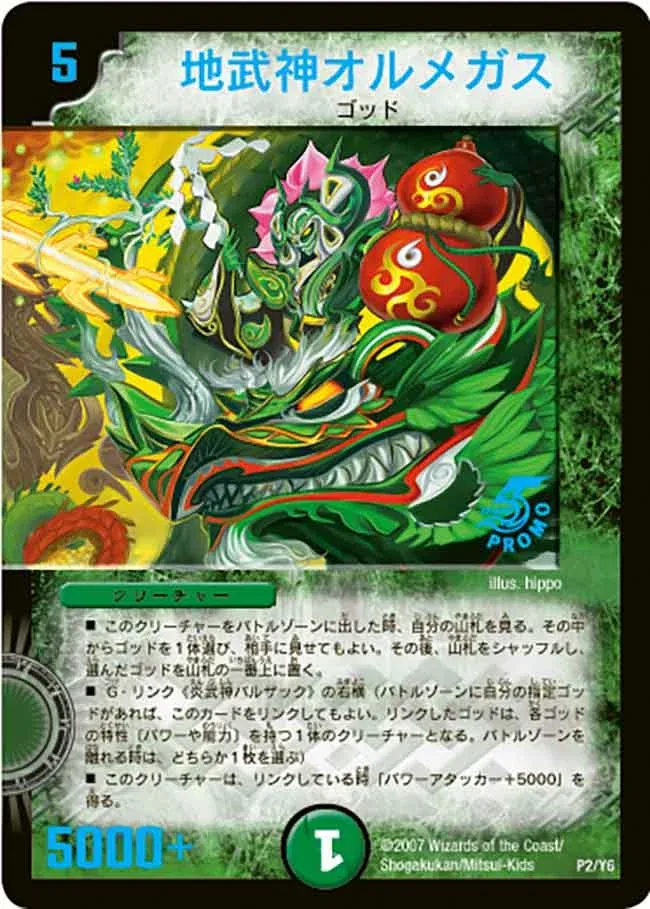 5
地武神オルメガス
ゴッド
PROMO
illus. hippo
クリーチャー
■ このクリーチャーをバトルゾーンに出した時、自分の山札を見る。その中
からゴッドを1体選び、相手に見せてもよい。その後、山札をシャッフルし、
選んだゴッドを山札の一番上に置く。
■ G・リンク《炎武神バルザック》の右横（バトルゾーンに自分の指定ゴッ
ドがあれば、このカードをリンクしてもよい。リンクしたゴッドは、各ゴッド
の特性〔パワーや能力〕を持つ1体のクリーチャーとなる。バトルゾーンを
離れる時は、どちらか1枚を選ぶ）
■ このクリーチャーは、リンクしている時「パワーアタッカー+5000」を
得る。
5000+
1
©2007 Wizards of the Coast/
Shogakukan/Mitsui-Kids
P2/Y6